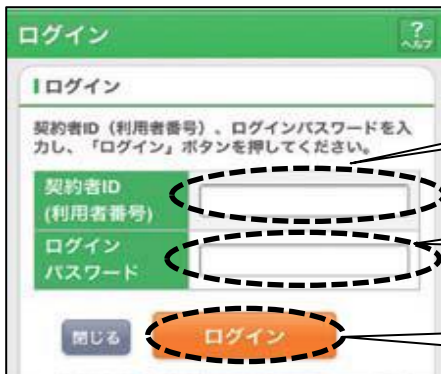 ログイン
?
ヘルプ
ログイン
契約者ID（利用者番号）、ログインパスワードを入
力し、「ログイン」ボタンを押してください。
契約者ID
(利用者番号)
ログイン
パスワード
閉じる
ログイン